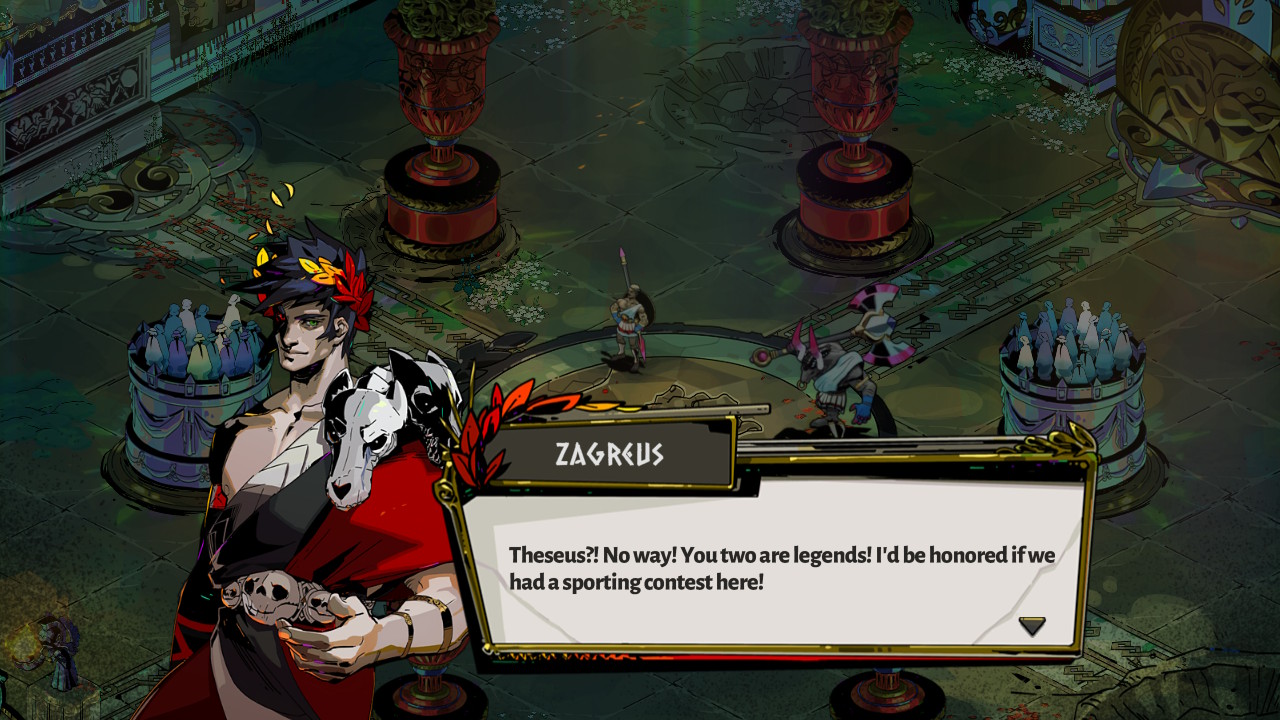 ZAGREUS
Theseus?! No way! You two are legends! I'd be honored if we
had a sporting contest here!